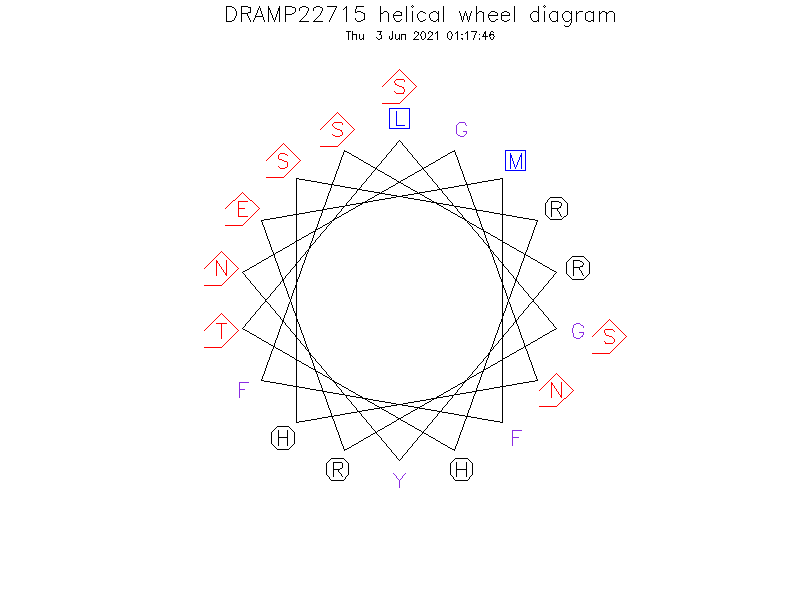 DRAMP22715 helical wheel diagram
Thu 3 Jun 2021 01:17:46
S
L
S G
S M
E R
N R
T G S
F N
H F
R H
Y